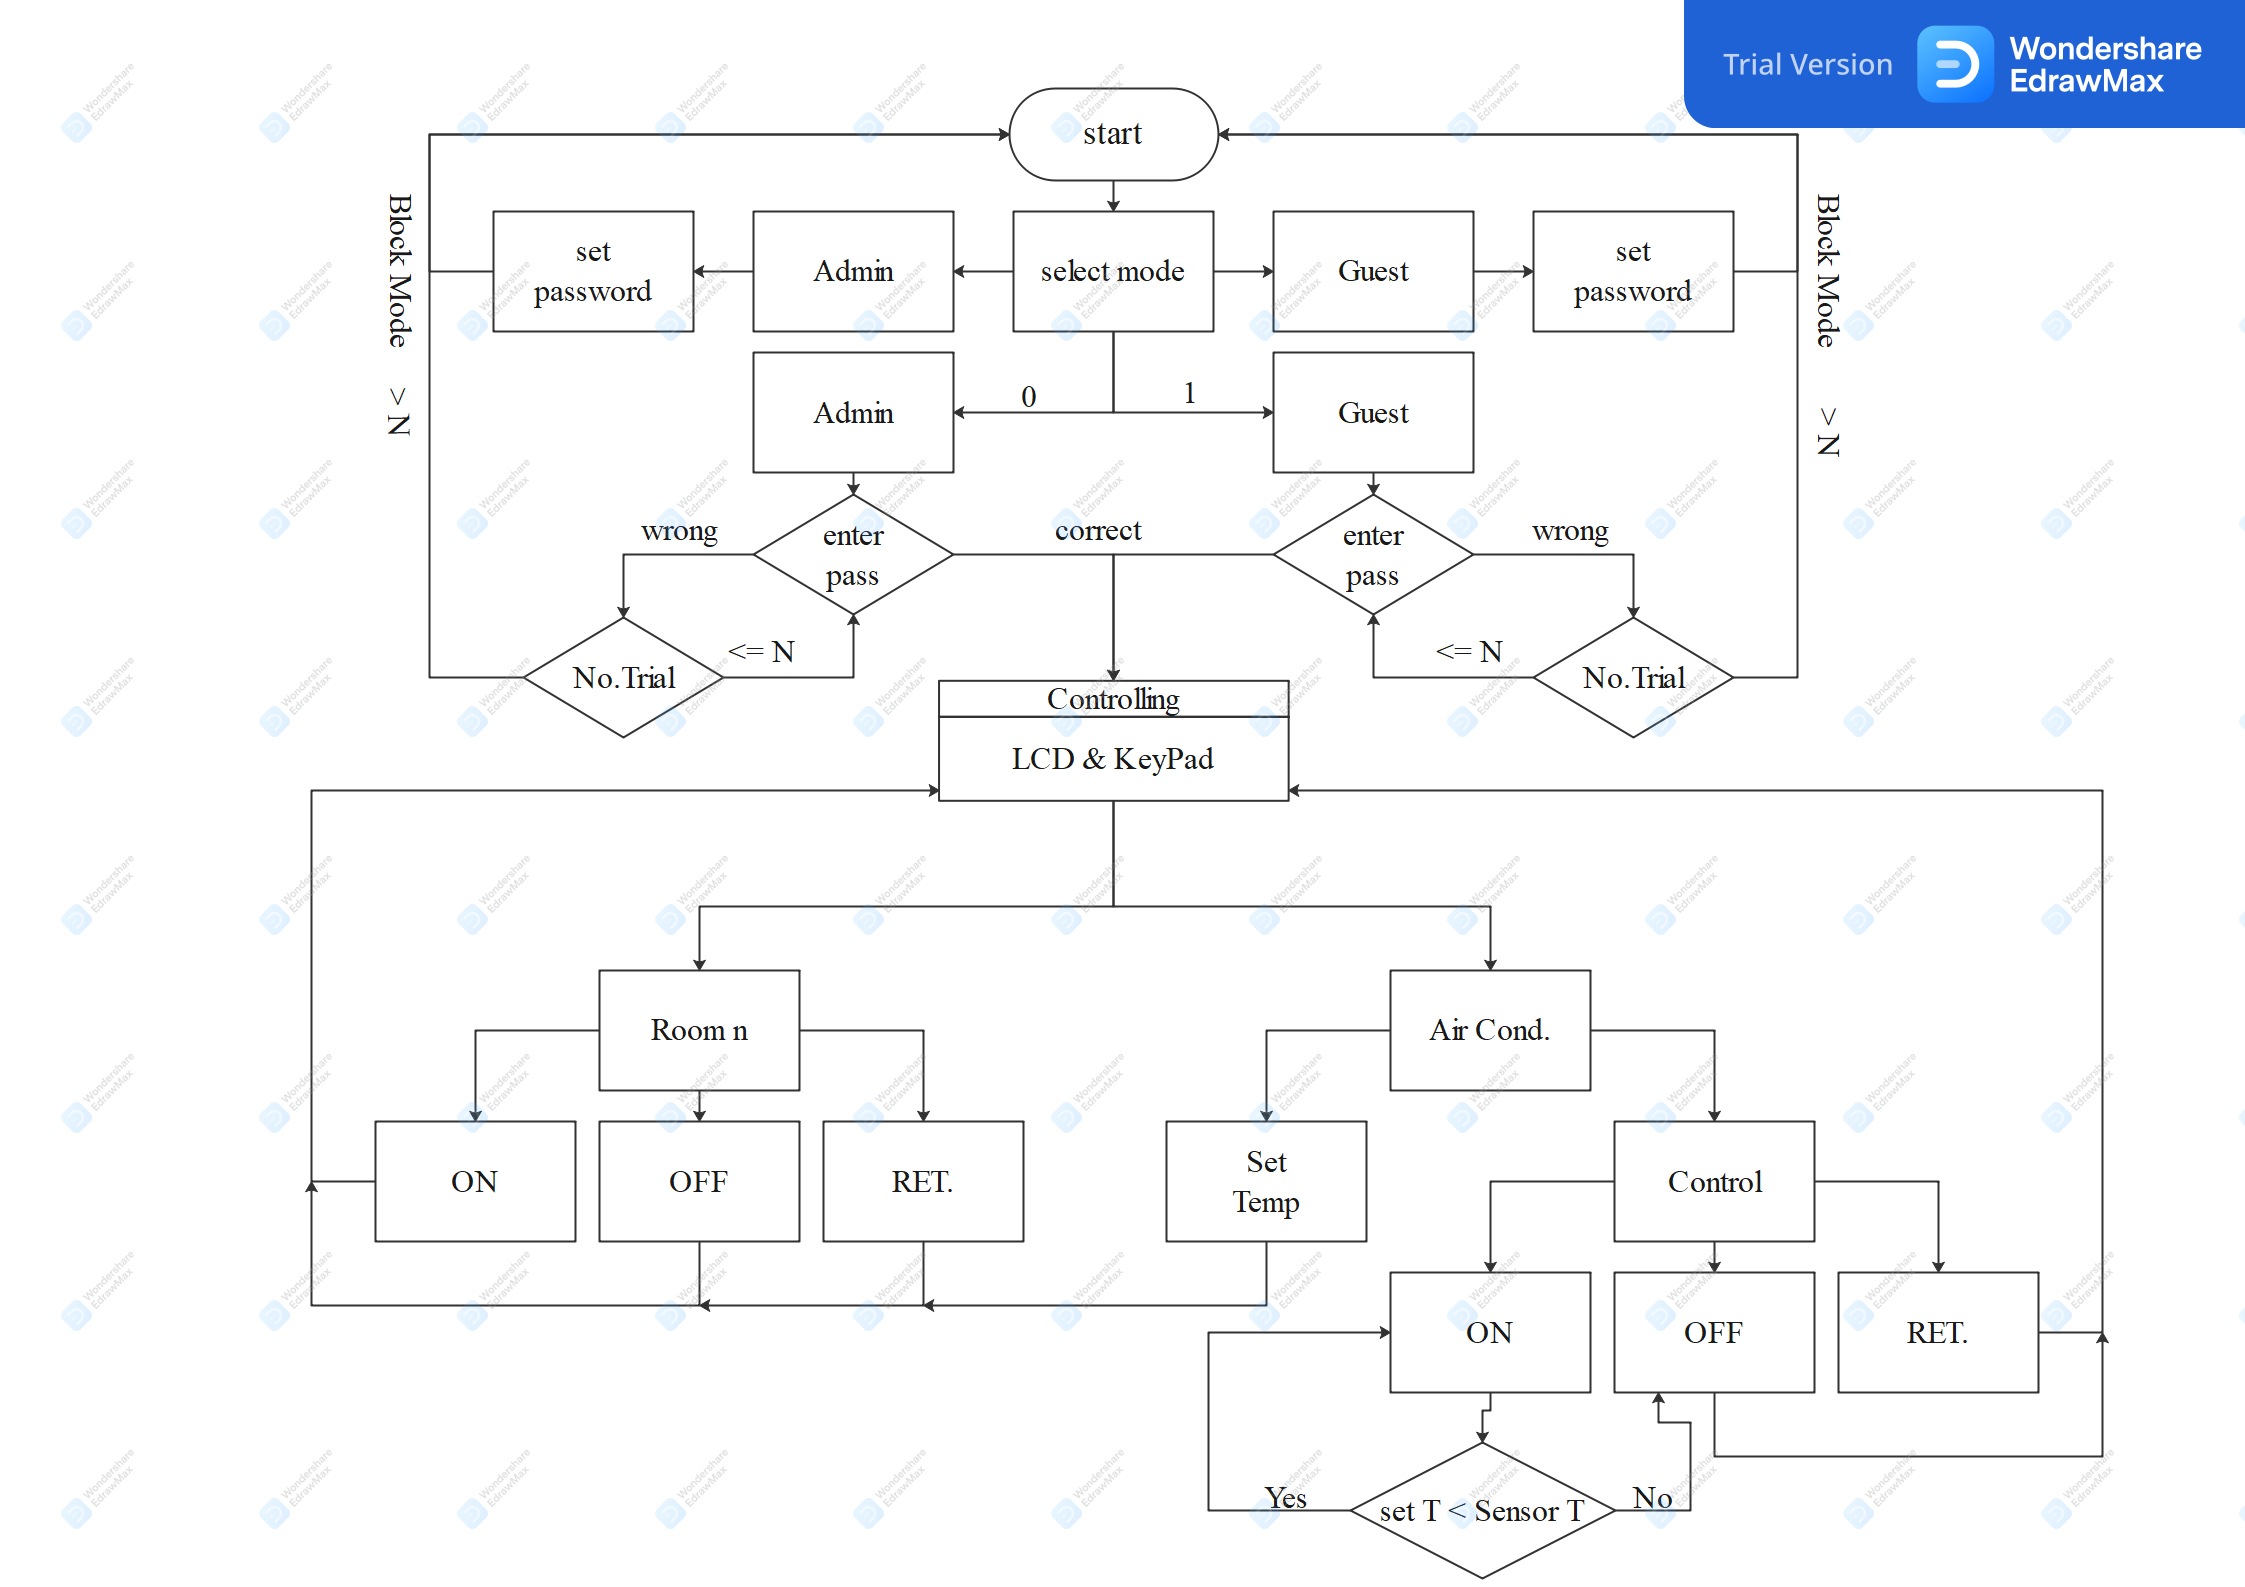 Trial Version
Wondershare
EdrawMax
start
Block Mode > N
set
password
Admin
select mode
Guest
set
password
Block Mode > N
Admin
0
1
Guest
wrong
enter
pass
correct
enter
pass
wrong
No.Trial
<= N
<= N
No.Trial
Controlling
LCD & KeyPad
Room n
Air Cond.
ON
OFF
RET.
Set
Temp
Control
ON
OFF
RET.
Yes
set T < Sensor T
No